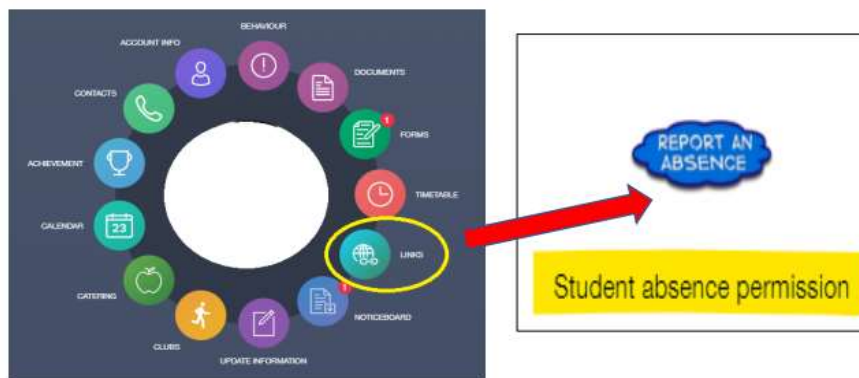 BEHAVIOUR
ACCOUNT INFO
DOCUMENTS
CONTACTS
1
FORMS
ACHIEVEMENT
TIMETABLE
CALENDAR
23
LINKS
CATERING
NOTICEBOARD
CLUBS
UPDATE INFORMATION
REPORT AN
ABSENCE
Student absence permission